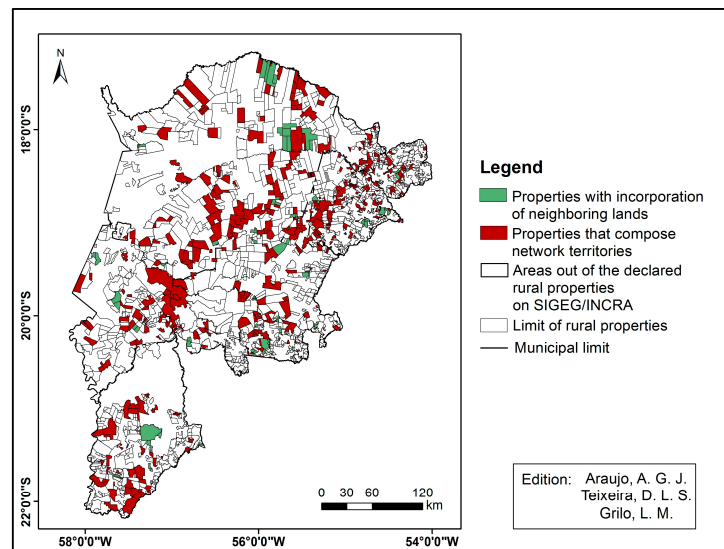 N
18°0'0"S
20°0'0"S
22°0'0"S
58°0'0"W
56°0'0"W
54°0'0"W
0 30 60 120
km
Legend
Properties with incorporation
of neighboring lands
Properties that compose
network territories
Areas out of the declared
rural properties
on SIGEG/INCRA
Limit of rural properties
Municipal limit
Edition: Araujo, A. G. J.
Teixeira, D. L. S.
Grilo, L. M.